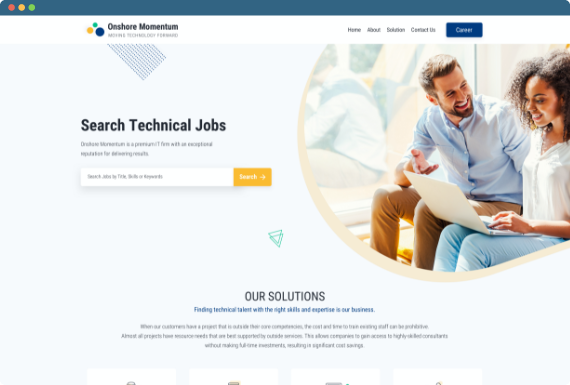 Onshore Momentum
MOVING TECHNOLOGY FORWARD
Home About Solution Contact Us Career
Search Technical Jobs
Onshore Momentum is a premium IT firm with an exceptional
reputation for delivering results.
Search Jobs by Title, Skills or Keywords
Search →
OUR SOLUTIONS
Finding technical talent with the right skills and expertise is our business.
When our customers have a project that is outside their core competencies, the cost and time to train existing staff can be prohibitive.
Almost all projects have resource needs that are best supported by outside services. This allows companies to gain access to highly-skilled consultants
without making full-time investments, resulting in significant cost savings.